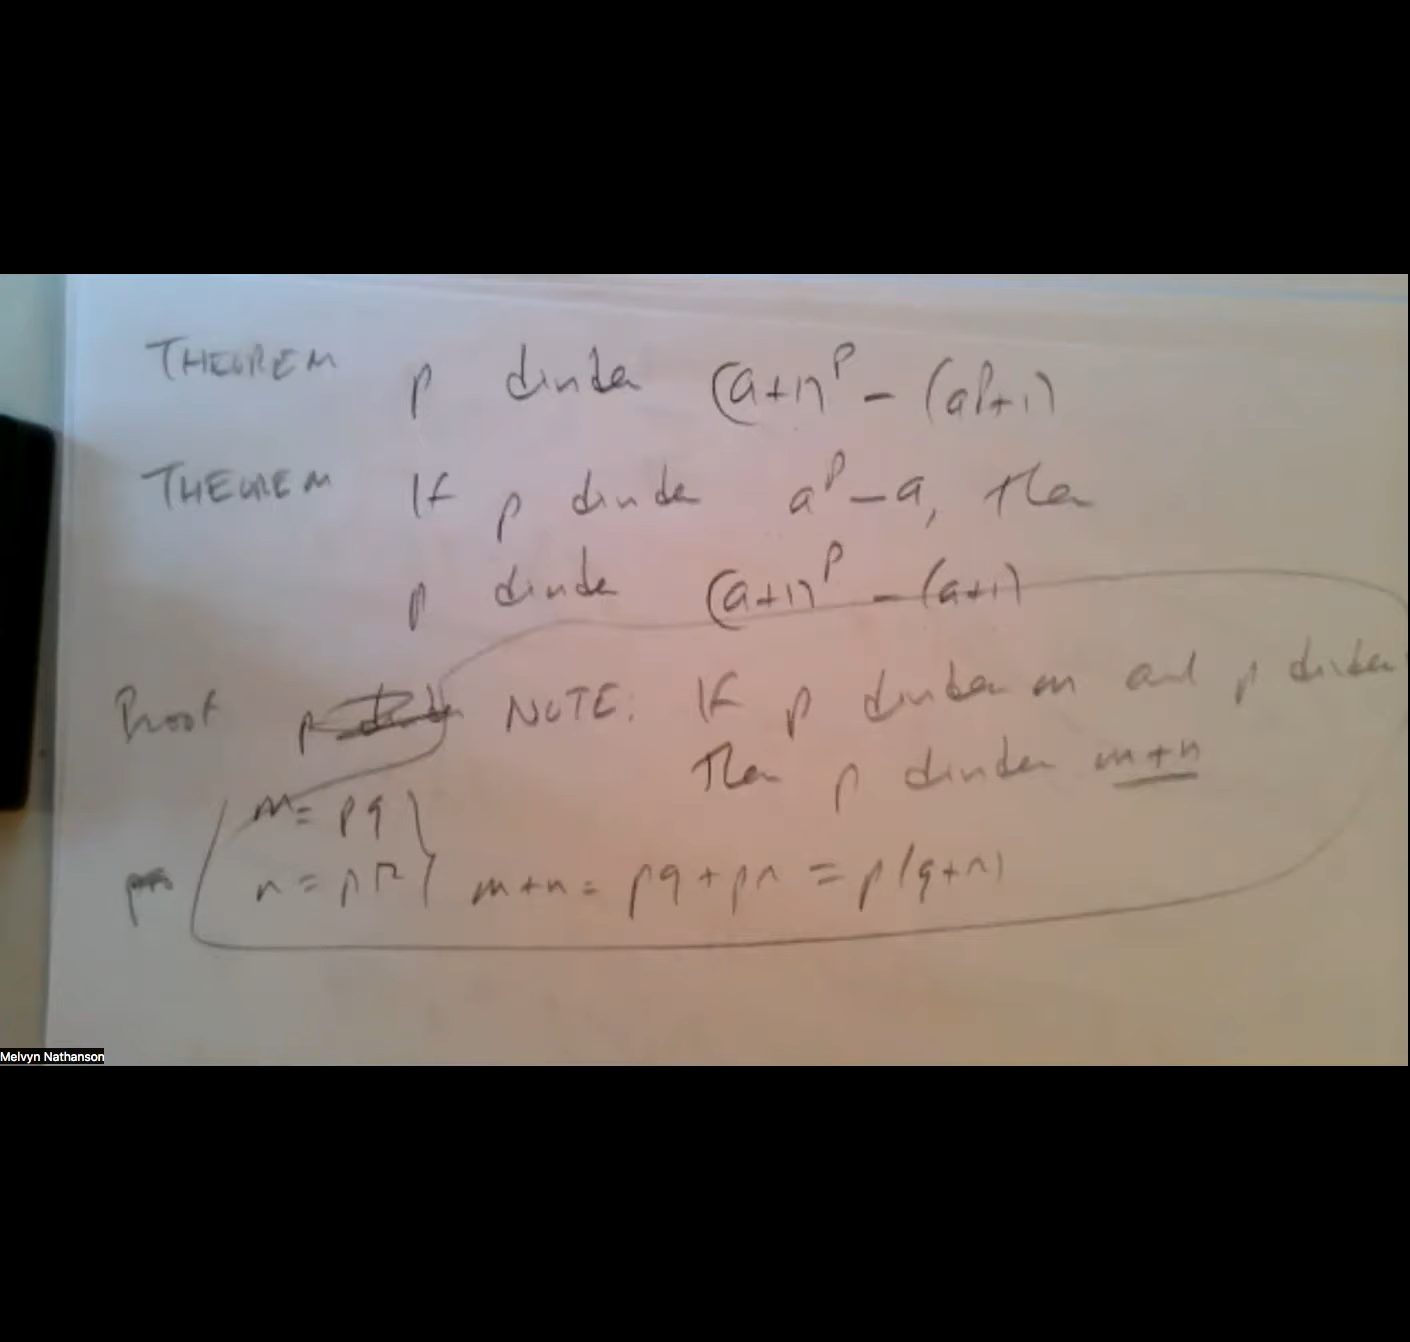 THEOREM p divides (a+1)^p - (a^p+1)
THEOREM If p divides a^p - a, then
p divides (a+1)^p - (a+1)
Proof p NOTE: If p divides m and p divides
Then p divides m+n
m = pq
n = pr } m+n = pq + pr = p(q+r)
Melvyn Nathanson